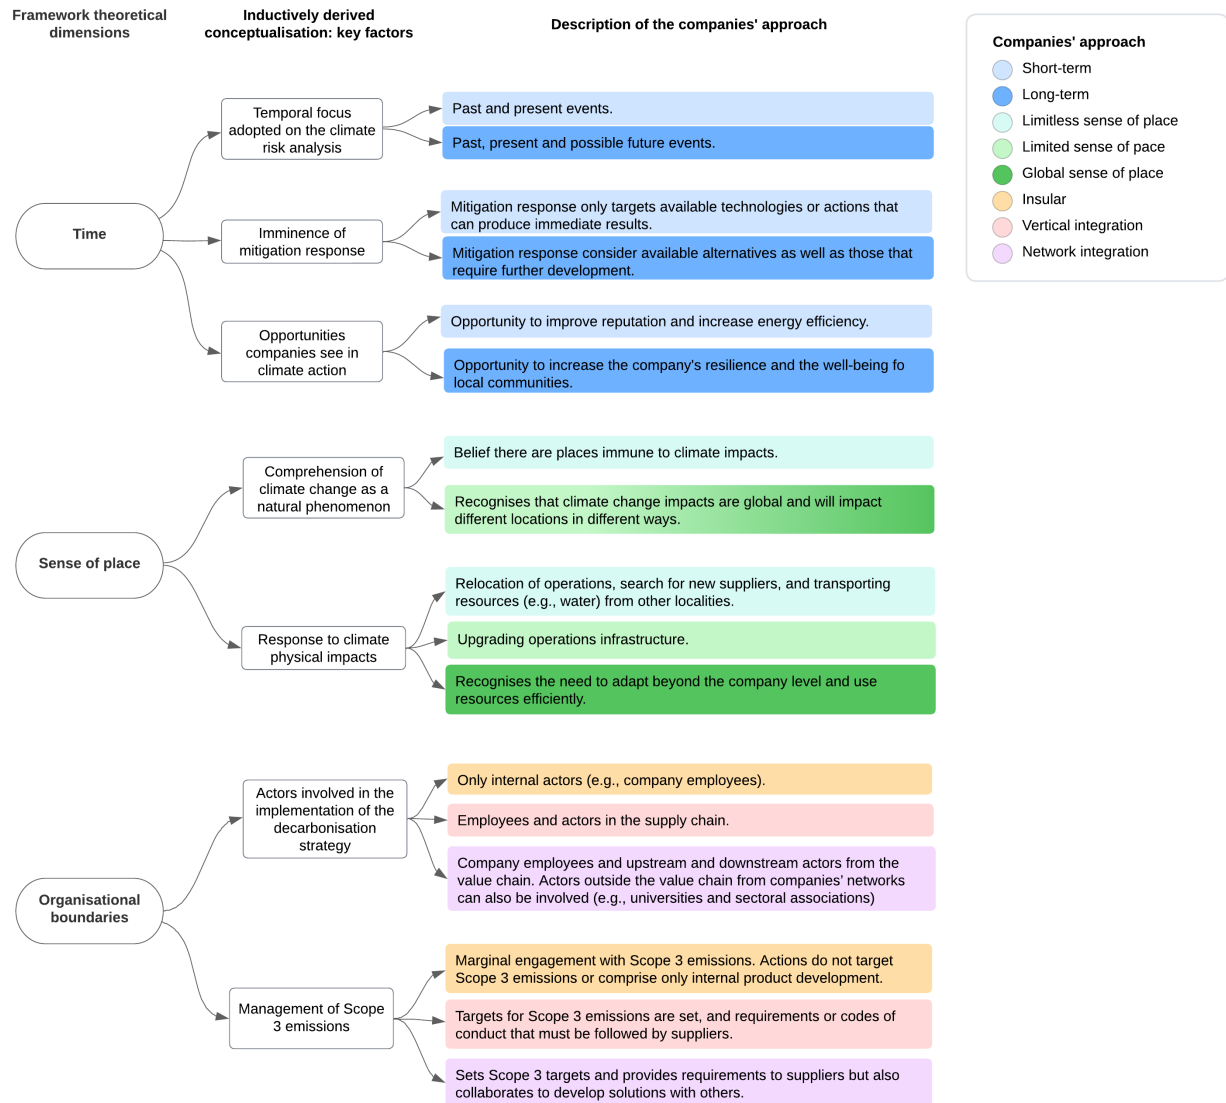 Framework theoretical
dimensions
Inductively derived
conceptualisation: key factors
Description of the companies' approach
Companies' approach
Short-term
Long-term
Limitless sense of place
Limited sense of pace
Global sense of place
Insular
Vertical integration
Network integration
Time
Temporal focus
adopted on the climate
risk analysis
Past and present events.
Past, present and possible future events.
Imminence of
mitigation response
Mitigation response only targets available technologies or actions that
can produce immediate results.
Mitigation response consider available alternatives as well as those that
require further development.
Opportunities
companies see in
climate action
Opportunity to improve reputation and increase energy efficiency.
Opportunity to increase the company's resilience and the well-being fo
local communities.
Sense of place
Comprehension of
climate change as a
natural phenomenon
Belief there are places immune to climate impacts.
Recognises that climate change impacts are global and will impact
different locations in different ways.
Response to climate
physical impacts
Relocation of operations, search for new suppliers, and transporting
resources (e.g., water) from other localities.
Upgrading operations infrastructure.
Recognises the need to adapt beyond the company level and use
resources efficiently.
Organisational
boundaries
Actors involved in the
implementation of the
decarbonisation
strategy
Only internal actors (e.g., company employees).
Employees and actors in the supply chain.
Company employees and upstream and downstream actors from the
value chain. Actors outside the value chain from companies' networks
can also be involved (e.g., universities and sectoral associations)
Management of Scope
3 emissions
Marginal engagement with Scope 3 emissions. Actions do not target
Scope 3 emissions or comprise only internal product development.
Targets for Scope 3 emissions are set, and requirements or codes of
conduct that must be followed by suppliers.
Sets Scope 3 targets and provides requirements to suppliers but also
collaborates to develop solutions with others.